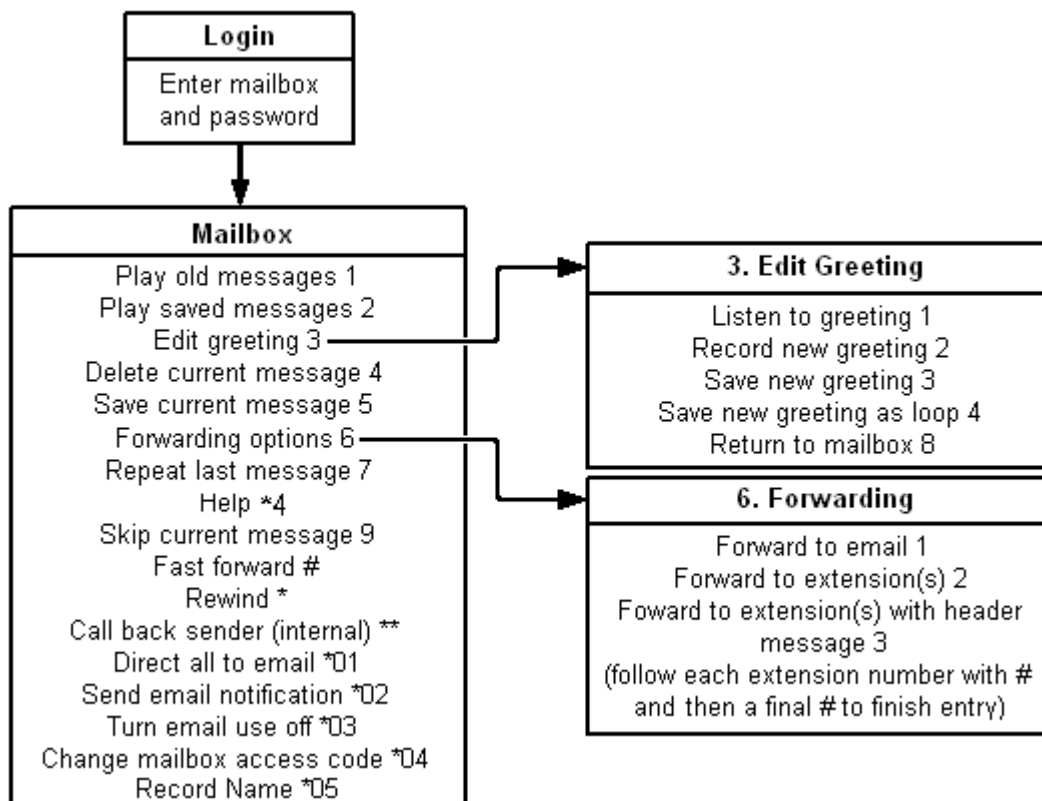 Login
Enter mailbox
and password
Mailbox
Play old messages 1
Play saved messages 2
Edit greeting 3
Delete current message 4
Save current message 5
Forwarding options 6
Repeat last message 7
Help *4
Skip current message 9
Fast forward #
Rewind *
Call back sender (internal) **
Direct all to email *01
Send email notification *02
Turn email use off *03
Change mailbox access code *04
Record Name *05
3. Edit Greeting
Listen to greeting 1
Record new greeting 2
Save new greeting 3
Save new greeting as loop 4
Return to mailbox 8
6. Forwarding
Forward to email 1
Forward to extension(s) 2
Foward to extension(s) with header
message 3
(follow each extension number with #
and then a final # to finish entry)